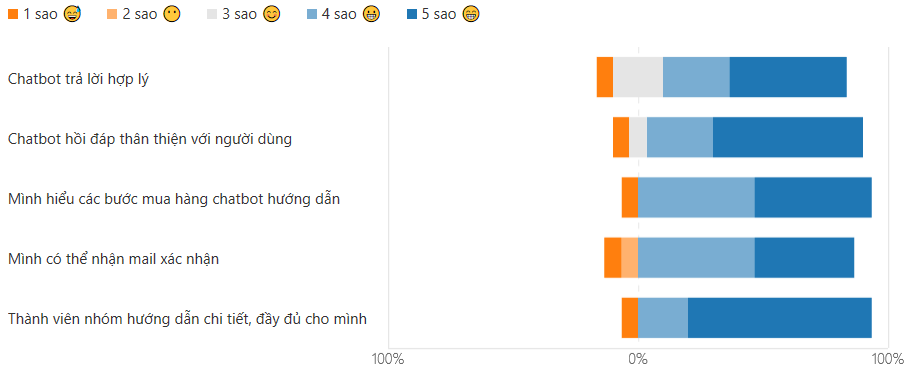 1 sao 😅 2 sao 😶 3 sao 😊 4 sao 😀 5 sao 😁
Chatbot trả lời hợp lý
Chatbot hồi đáp thân thiện với người dùng
Mình hiểu các bước mua hàng chatbot hướng dẫn
Mình có thể nhận mail xác nhận
Thành viên nhóm hướng dẫn chi tiết, đầy đủ cho mình
100% 0% 100%